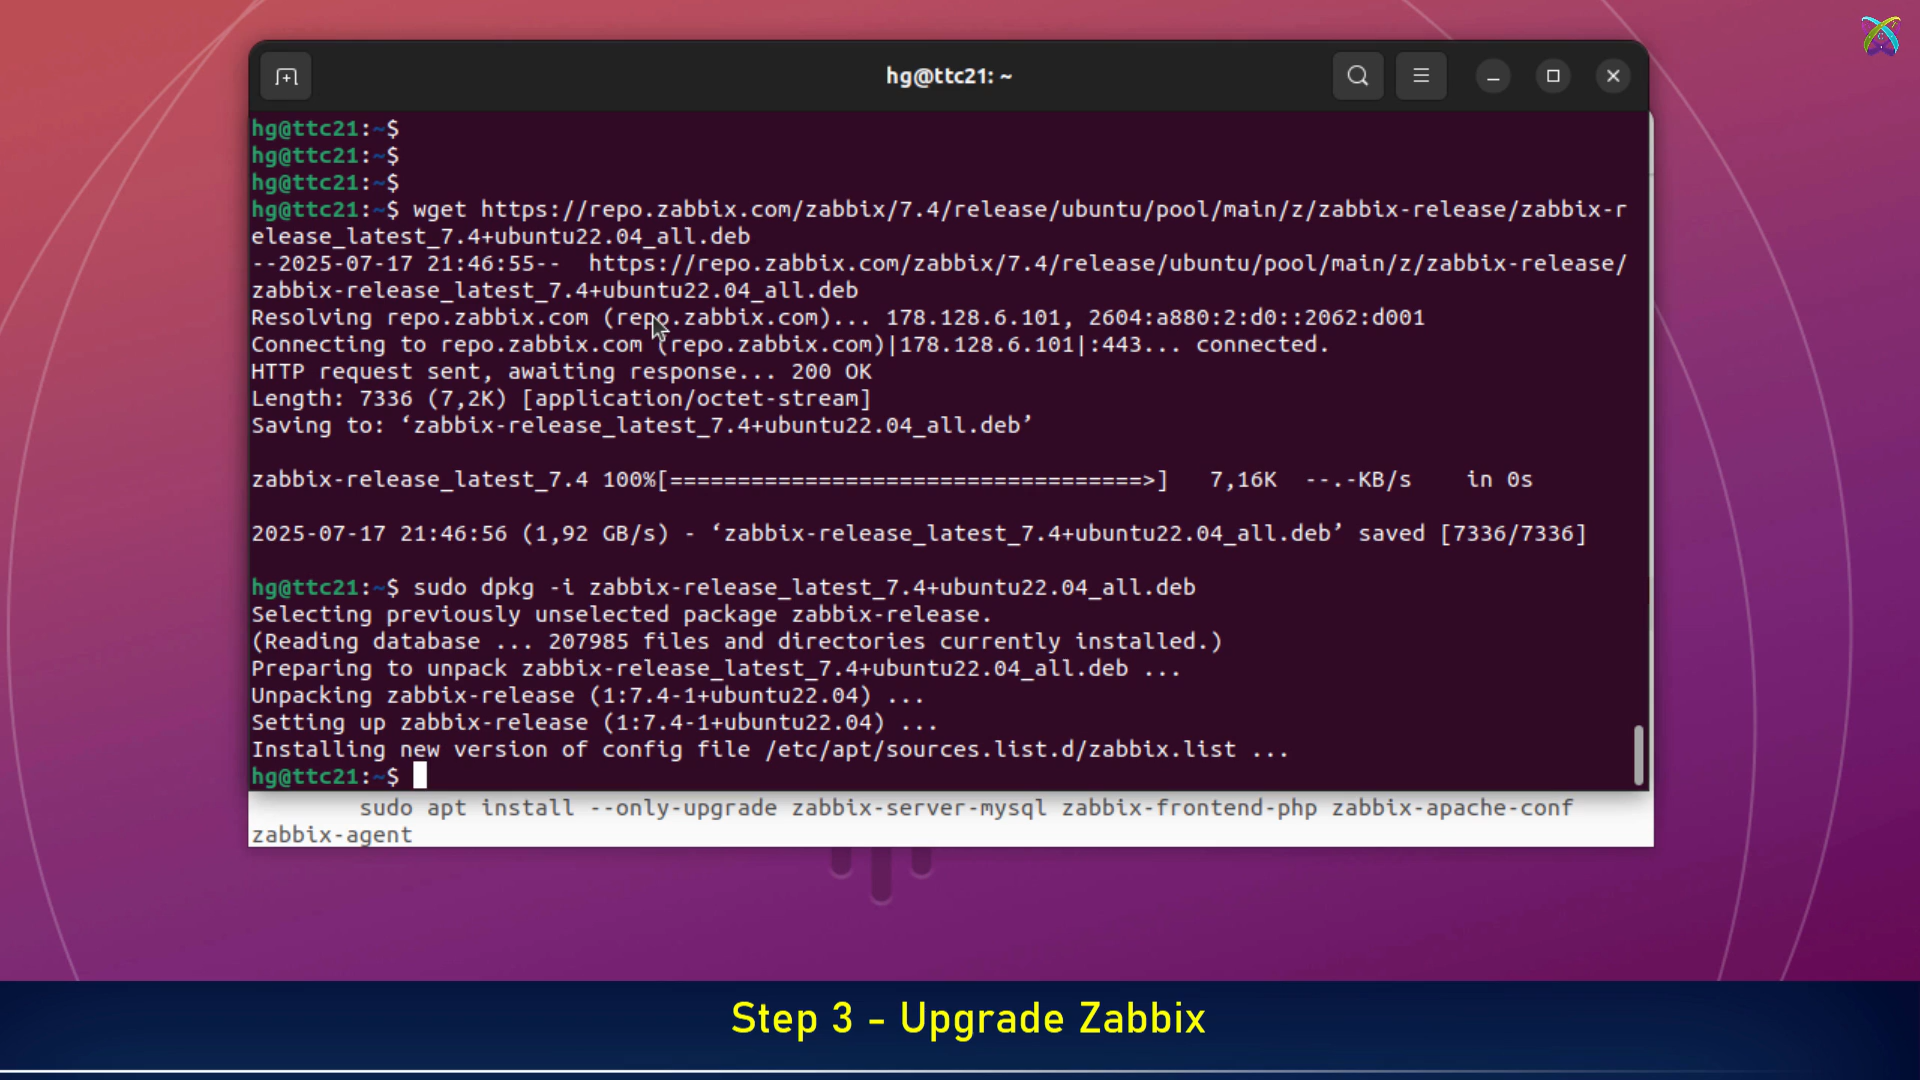 hg@ttc21: ~
hg@ttc21:~$
hg@ttc21:~$
hg@ttc21:~$
hg@ttc21:~$ wget https://repo.zabbix.com/zabbix/7.4/release/ubuntu/pool/main/z/zabbix-release/zabbix-r
elease_latest_7.4+ubuntu22.04_all.deb
--2025-07-17 21:46:55--  https://repo.zabbix.com/zabbix/7.4/release/ubuntu/pool/main/z/zabbix-release/
zabbix-release_latest_7.4+ubuntu22.04_all.deb
Resolving repo.zabbix.com (repo.zabbix.com)... 178.128.6.101, 2604:a880:2:d0::2062:d001
Connecting to repo.zabbix.com (repo.zabbix.com)|178.128.6.101|:443... connected.
HTTP request sent, awaiting response... 200 OK
Length: 7336 (7,2K) [application/octet-stream]
Saving to: ‘zabbix-release_latest_7.4+ubuntu22.04_all.deb’
zabbix-release_latest_7.4 100%[===================================>]   7,16K  --.-KB/s    in 0s
2025-07-17 21:46:56 (1,92 GB/s) - ‘zabbix-release_latest_7.4+ubuntu22.04_all.deb’ saved [7336/7336]
hg@ttc21:~$ sudo dpkg -i zabbix-release_latest_7.4+ubuntu22.04_all.deb
Selecting previously unselected package zabbix-release.
(Reading database ... 207985 files and directories currently installed.)
Preparing to unpack zabbix-release_latest_7.4+ubuntu22.04_all.deb ...
Unpacking zabbix-release (1:7.4-1+ubuntu22.04) ...
Setting up zabbix-release (1:7.4-1+ubuntu22.04) ...
Installing new version of config file /etc/apt/sources.list.d/zabbix.list ...
hg@ttc21:~$
sudo apt install --only-upgrade zabbix-server-mysql zabbix-frontend-php zabbix-apache-conf
zabbix-agent
Step 3 - Upgrade Zabbix